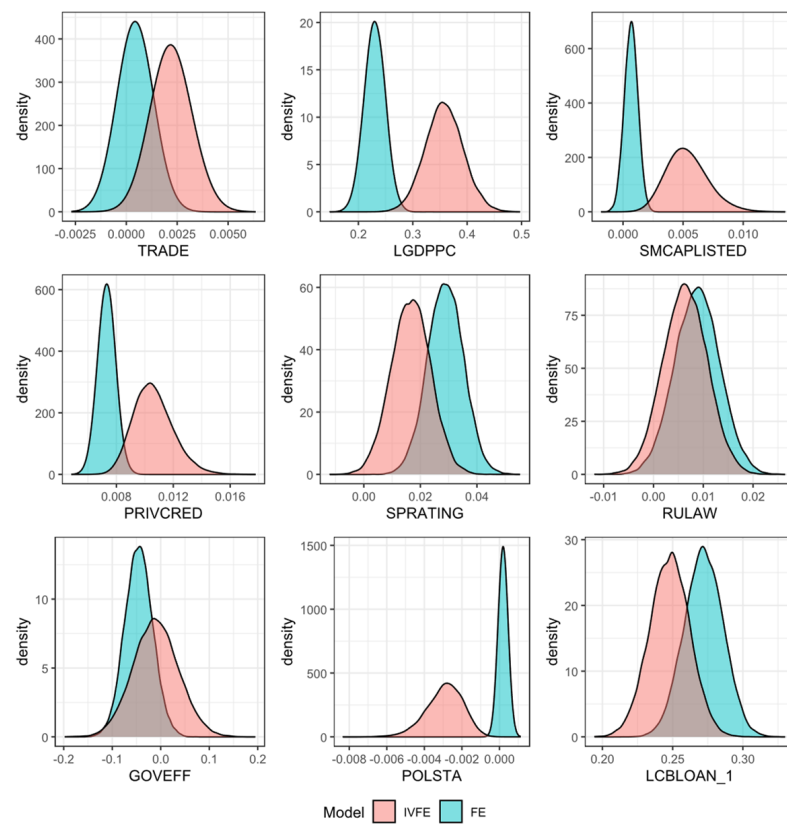 density
400
300
200
100
0
-0.0025 0.0000 0.0025 0.0050
TRADE
density
20
15
10
5
0
0.2 0.3 0.4 0.5
LGDPPC
density
600
400
200
0
0.000 0.005 0.010
SMCAPLISTED
density
600
400
200
0
0.008 0.012 0.016
PRIVCRED
density
60
40
20
0
0.00 0.02 0.04
SPRATING
density
75
50
25
0
-0.01 0.00 0.01 0.02
RULAW
density
10
5
0
-0.2 -0.1 0.0 0.1 0.2
GOVEFF
density
1500
1000
500
0
-0.008 -0.006 -0.004 -0.002 0.000
POLSTA
density
30
20
10
0
0.20 0.25 0.30
LCBLOAN_1
Model IVFE FE